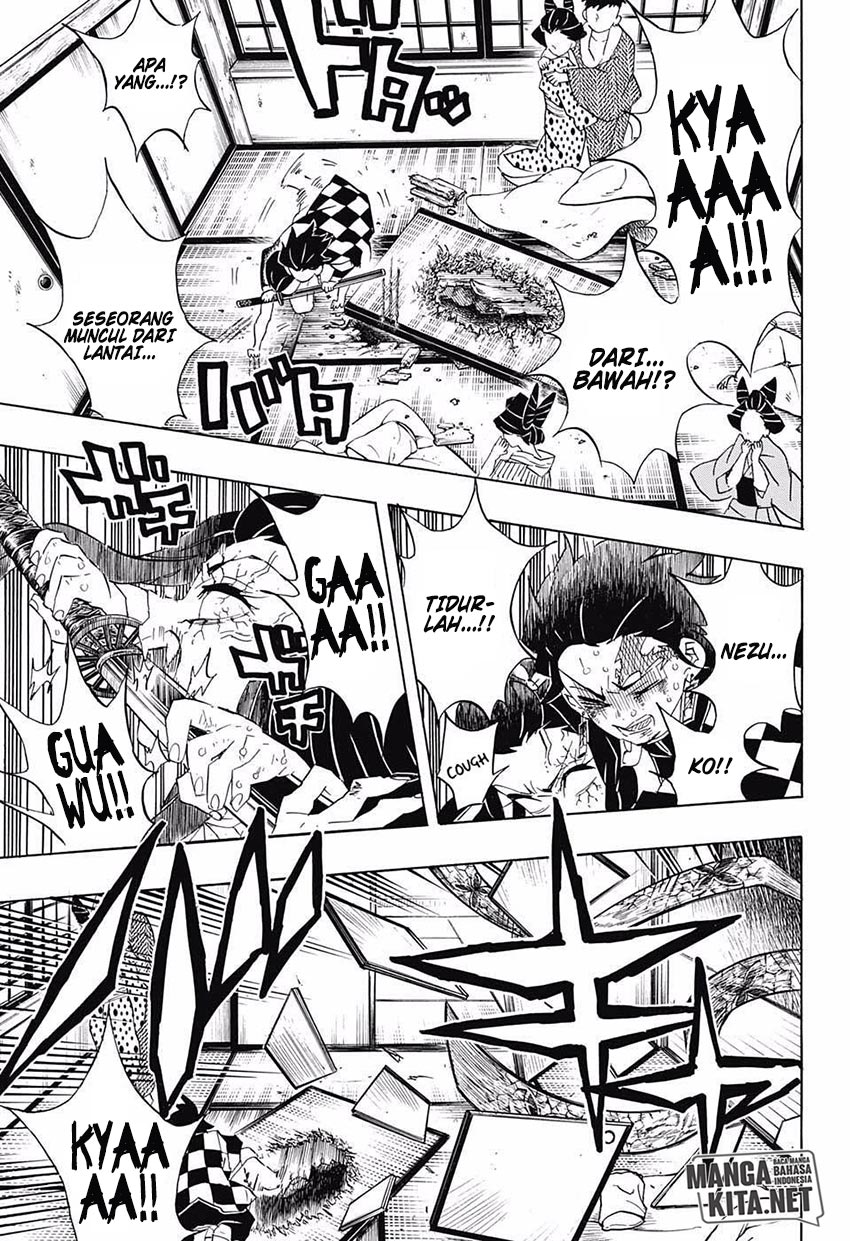 KYA
AAA
A!!!
APA
YANG...!?
DARI...
BAWAH!?
SESEORANG
MUNCUL DARI
LANTAI...
NEZU...
KO!!
TIDUR-
LAH...!!
COUGH
GAA
AA!!
GUA
WU!!
KYAA
AA!!
MANGA
-KITA.NET
BACA MANGA
BAHASA
INDONESIA